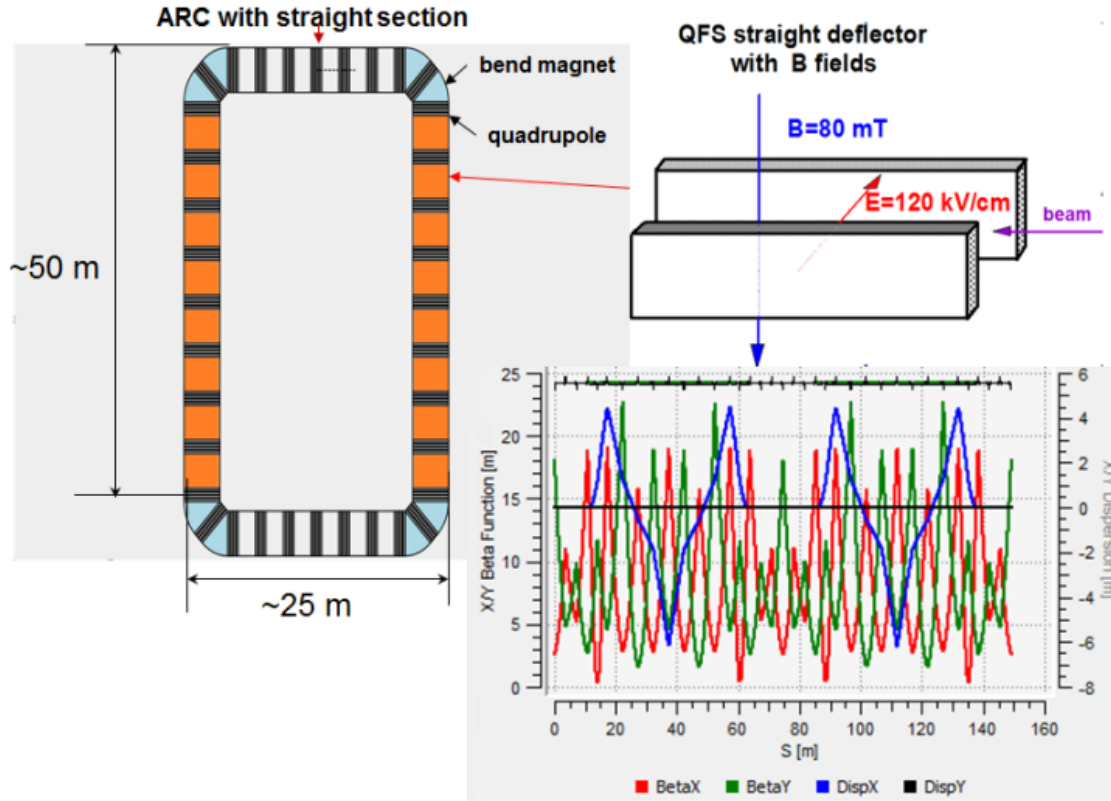 ARC with straight section
bend magnet
quadrupole
~50 m
~25 m
QFS straight deflector
with B fields
B=80 mT
E=120 kV/cm
beam
X/Y Beta Function [m]
25
20
15
10
5
0
6
4
2
0
-2
-4
-6
-8
X/Y Dispersion [m]
0
20
40
60
80
100
120
140
160
S [m]
BetaX
BetaY
DispX
DispY